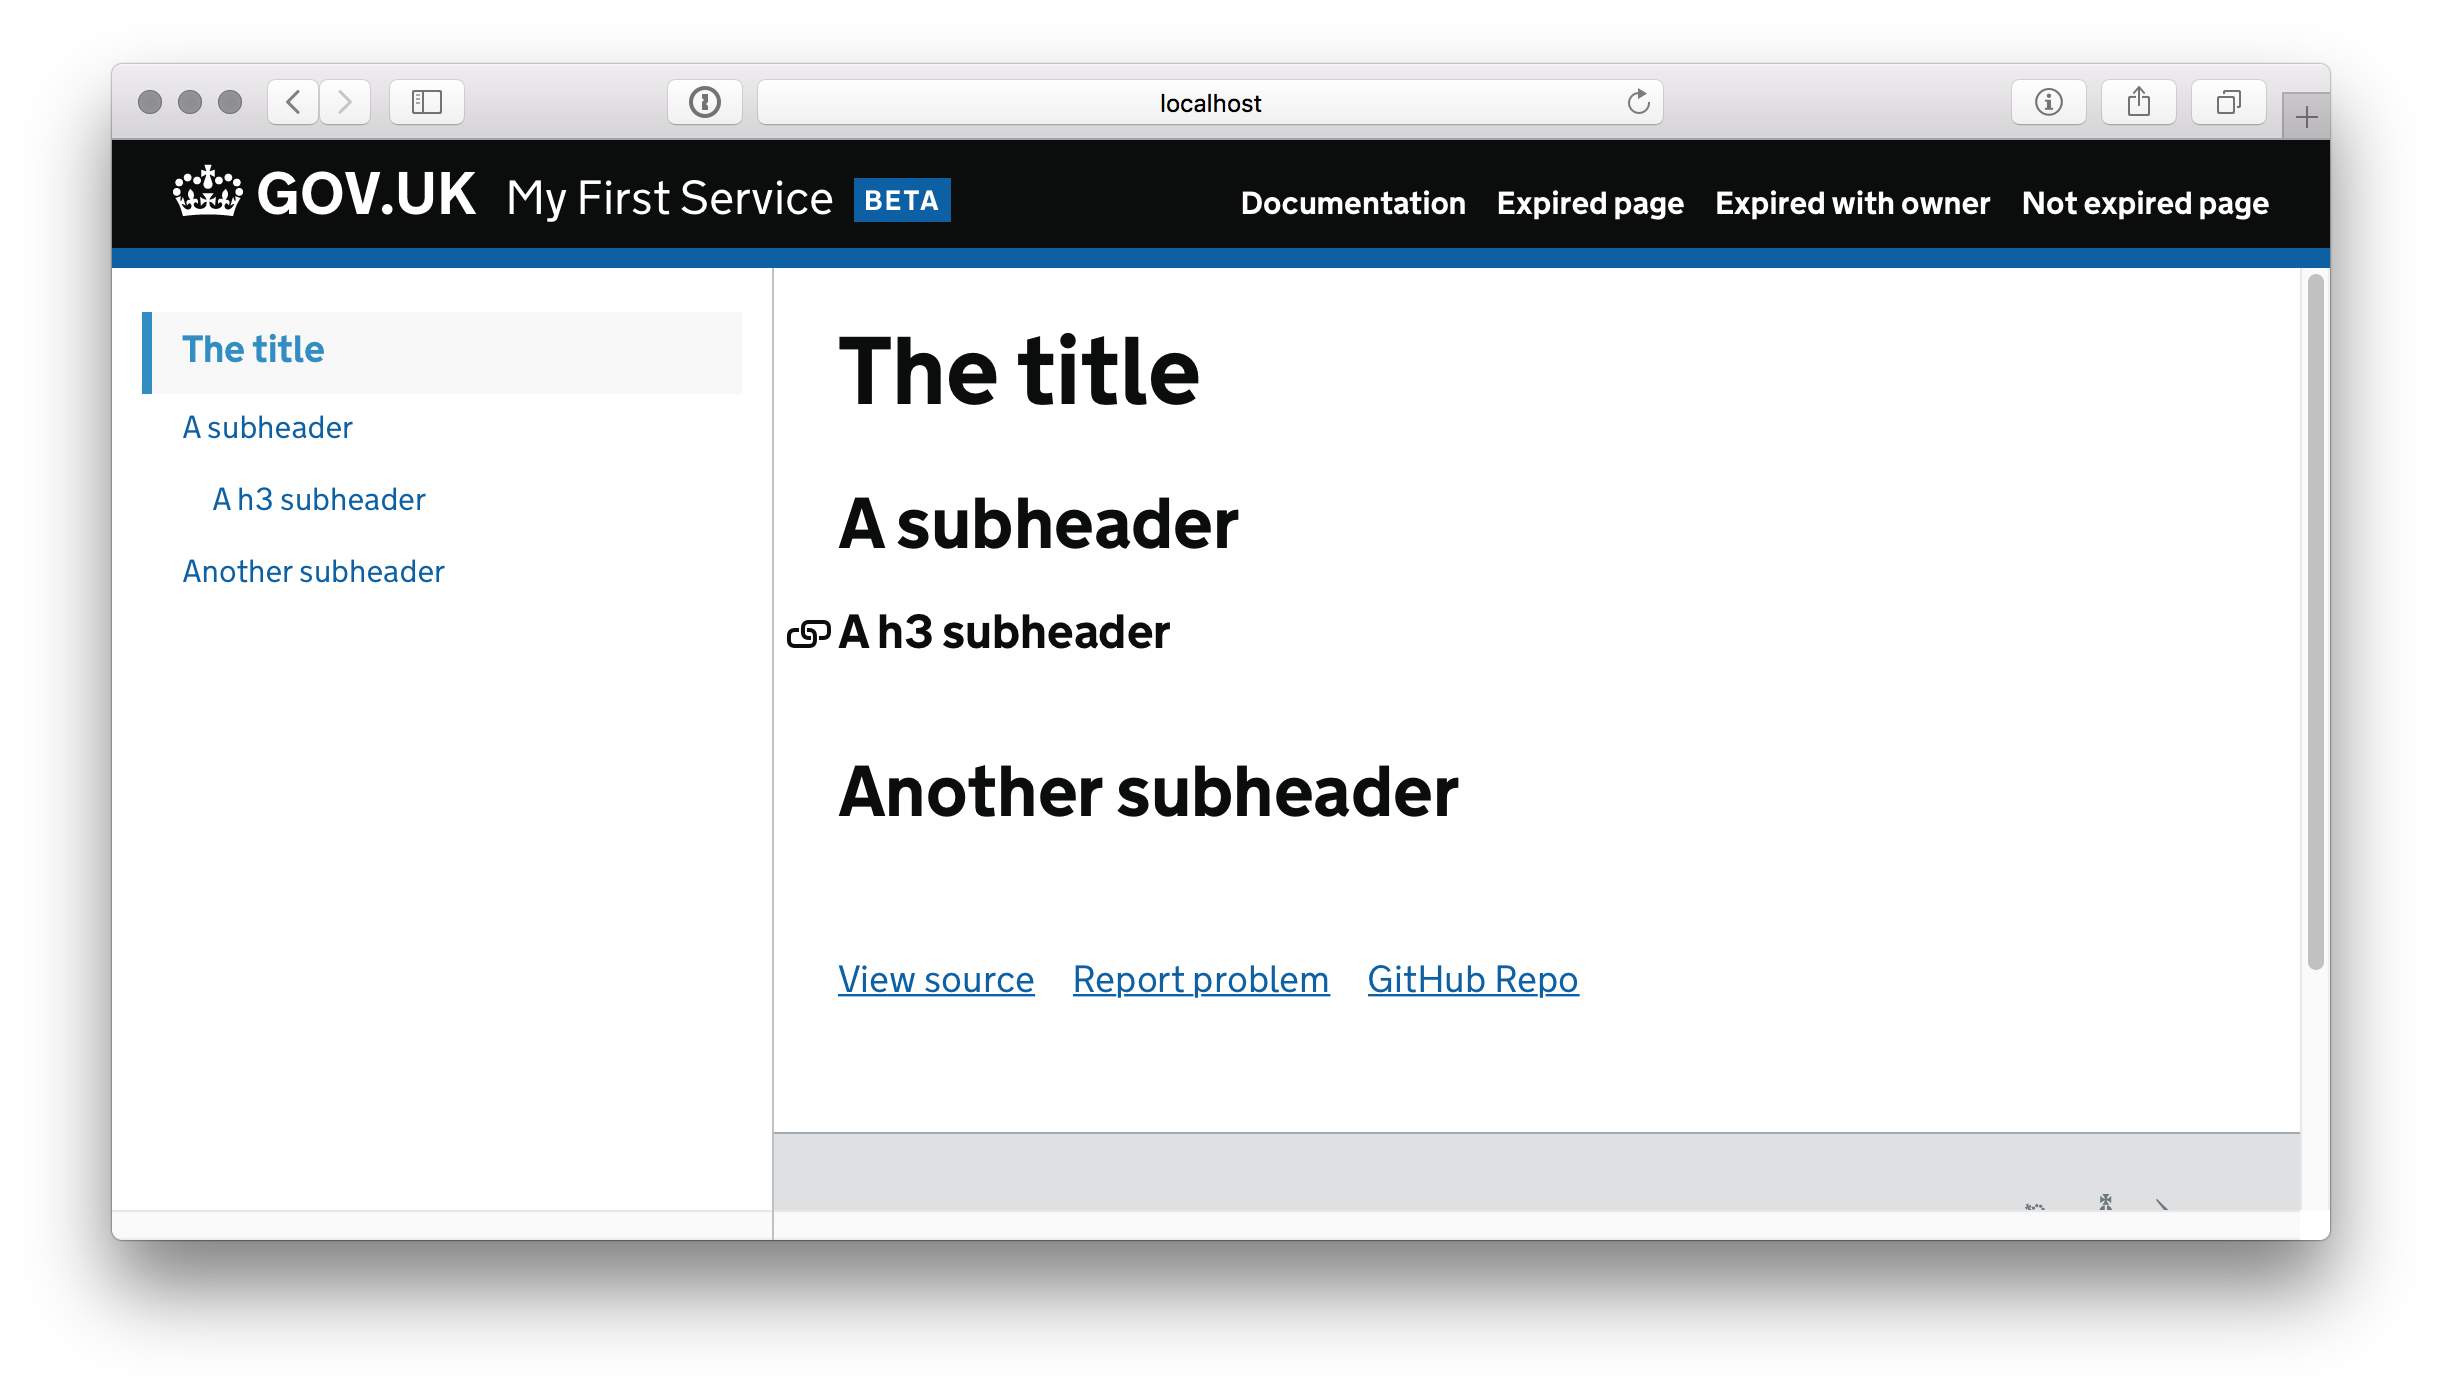 localhost
GOV.UK My First Service BETA
Documentation Expired page Expired with owner Not expired page
The title
A subheader
A h3 subheader
Another subheader
The title
A subheader
A h3 subheader
Another subheader
View source Report problem GitHub Repo